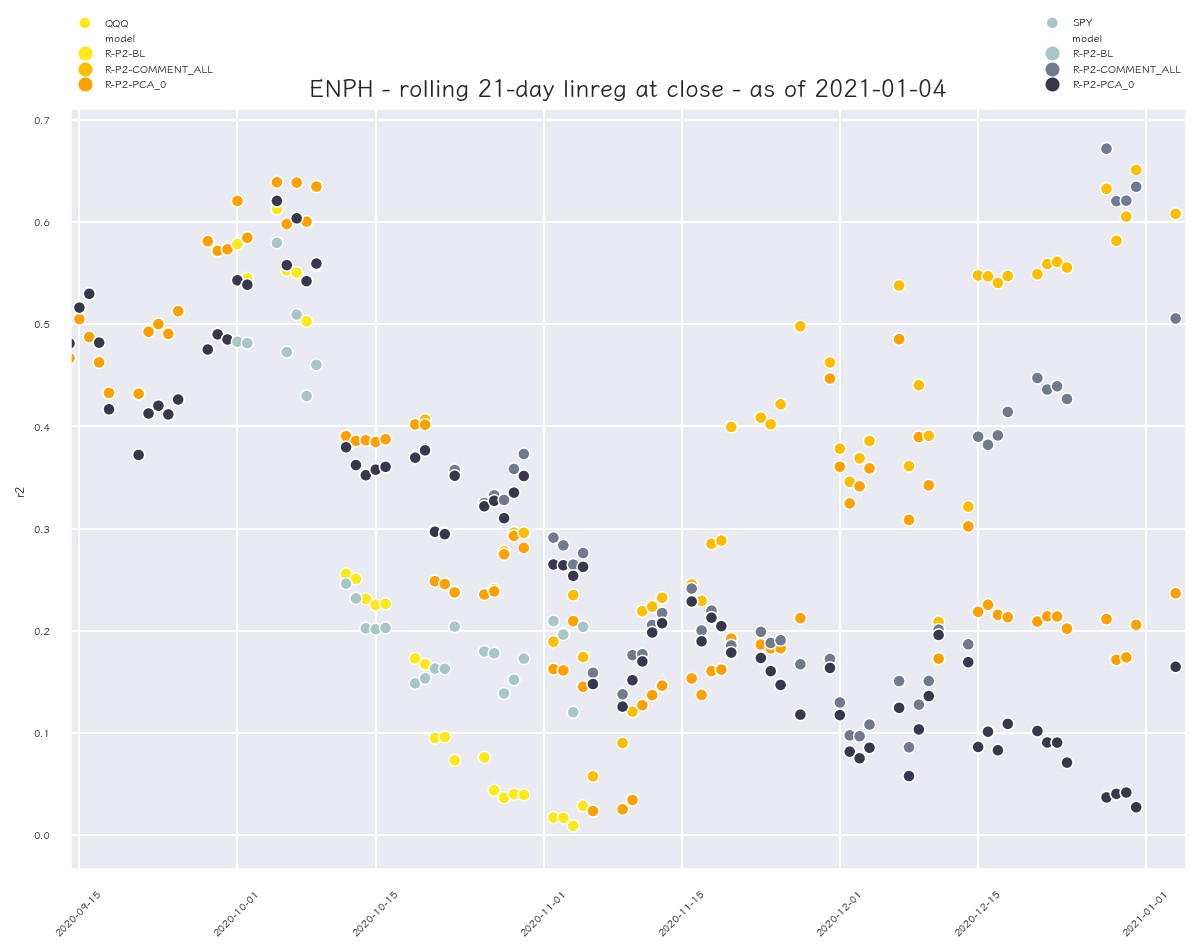 QQQ
model
R-P2-BL
R-P2-COMMENT_ALL
R-P2-PCA_0
SPY
model
R-P2-BL
R-P2-COMMENT_ALL
R-P2-PCA_0
ENPH - rolling 21-day linreg at close - as of 2021-01-04
0.7
0.6
0.5
0.4
0.3
0.2
0.1
0.0
r2
2020-09-15
2020-10-01
2020-10-15
2020-11-01
2020-11-15
2020-12-01
2020-12-15
2021-01-01